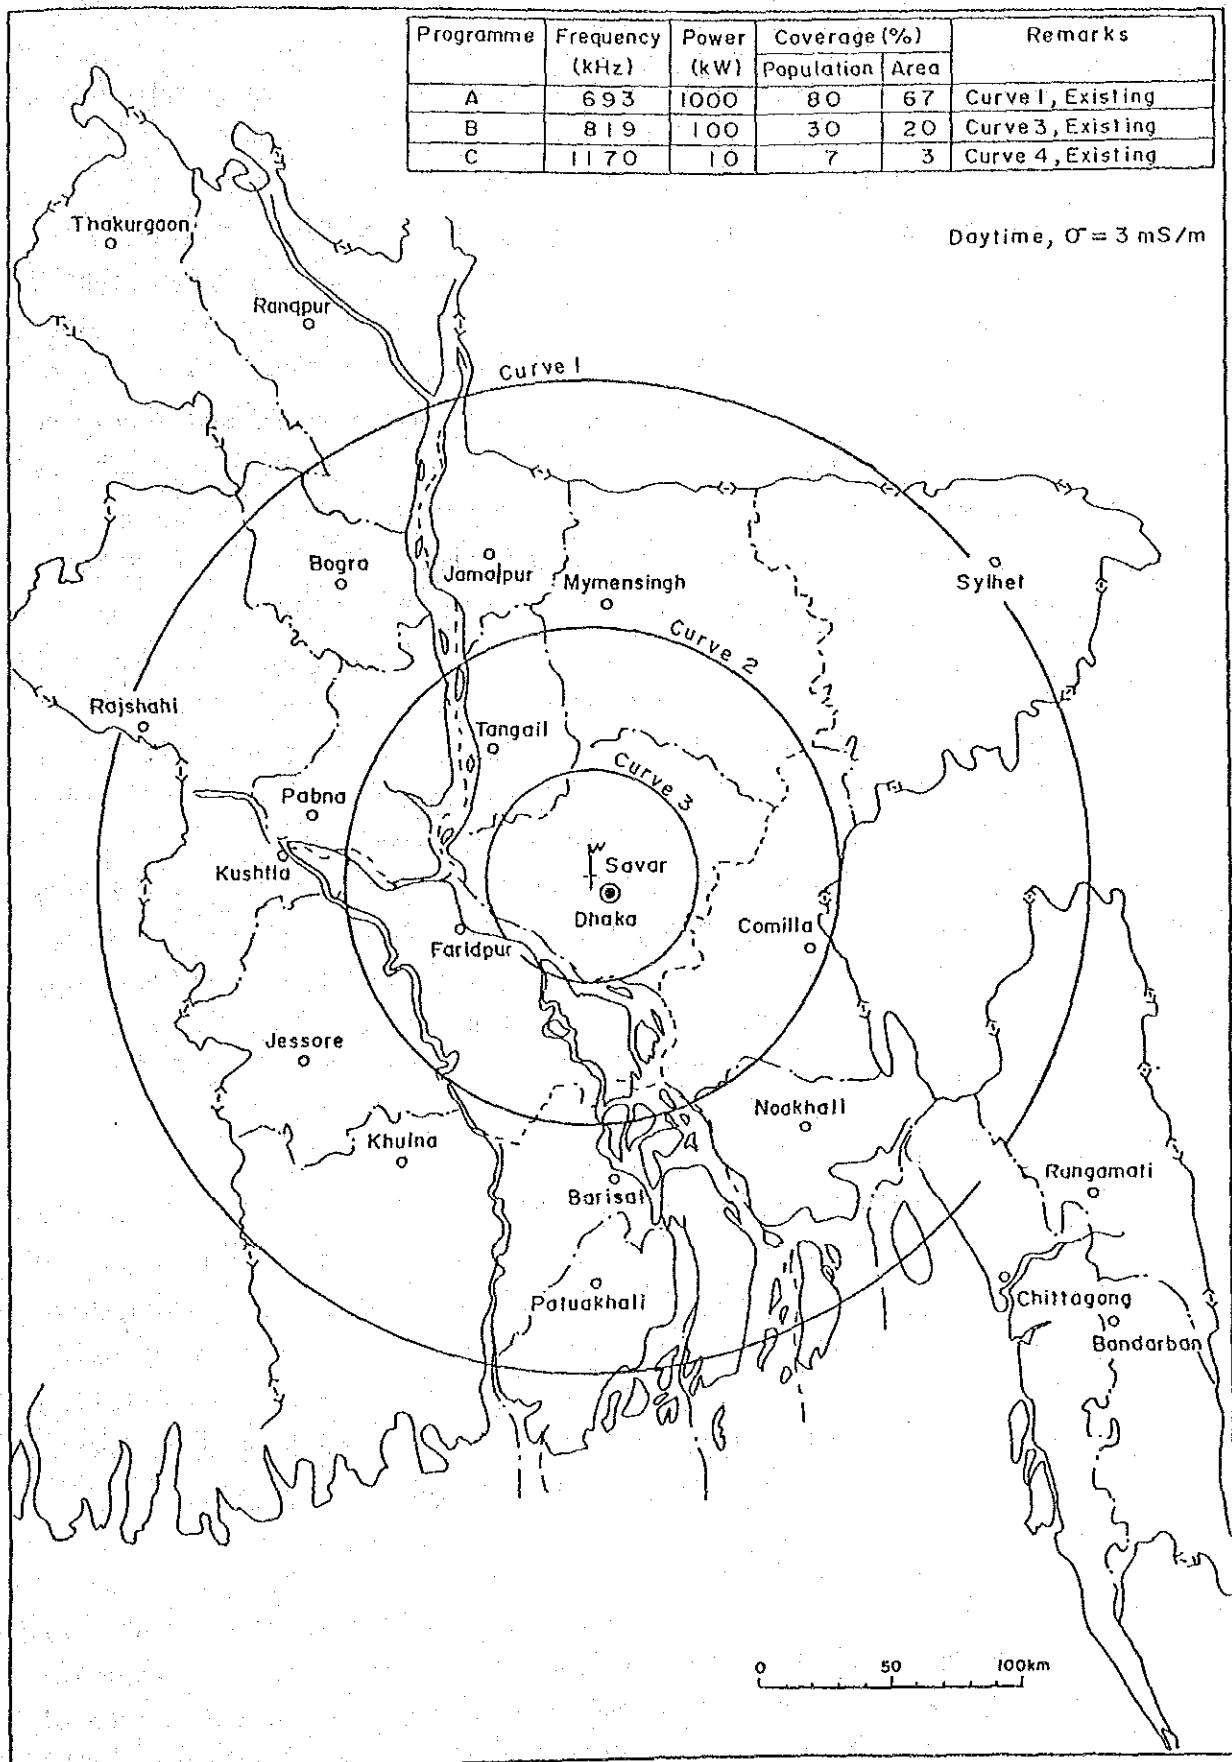 Programme Frequency (kHz) Power (kW) Coverage (%) Population Area Remarks
A 693 1000 80 67 Curve 1, Existing
B 819 100 30 20 Curve 3, Existing
C 1170 10 7 3 Curve 4, Existing
Daytime, σ = 3 mS/m
Thakurgaon
Rangpur
Curve 1
Bogra
Jamalpur
Mymensingh
Sylhet
Curve 2
Rajshahi
Tangail
Curve 3
Pabna
Savar
Kushtia
Dhaka
Faridpur
Comilla
Jessore
Noakhali
Khulna
Rangamati
Barisal
Patuakhali
Chittagong
Bandarban
0 50 100km